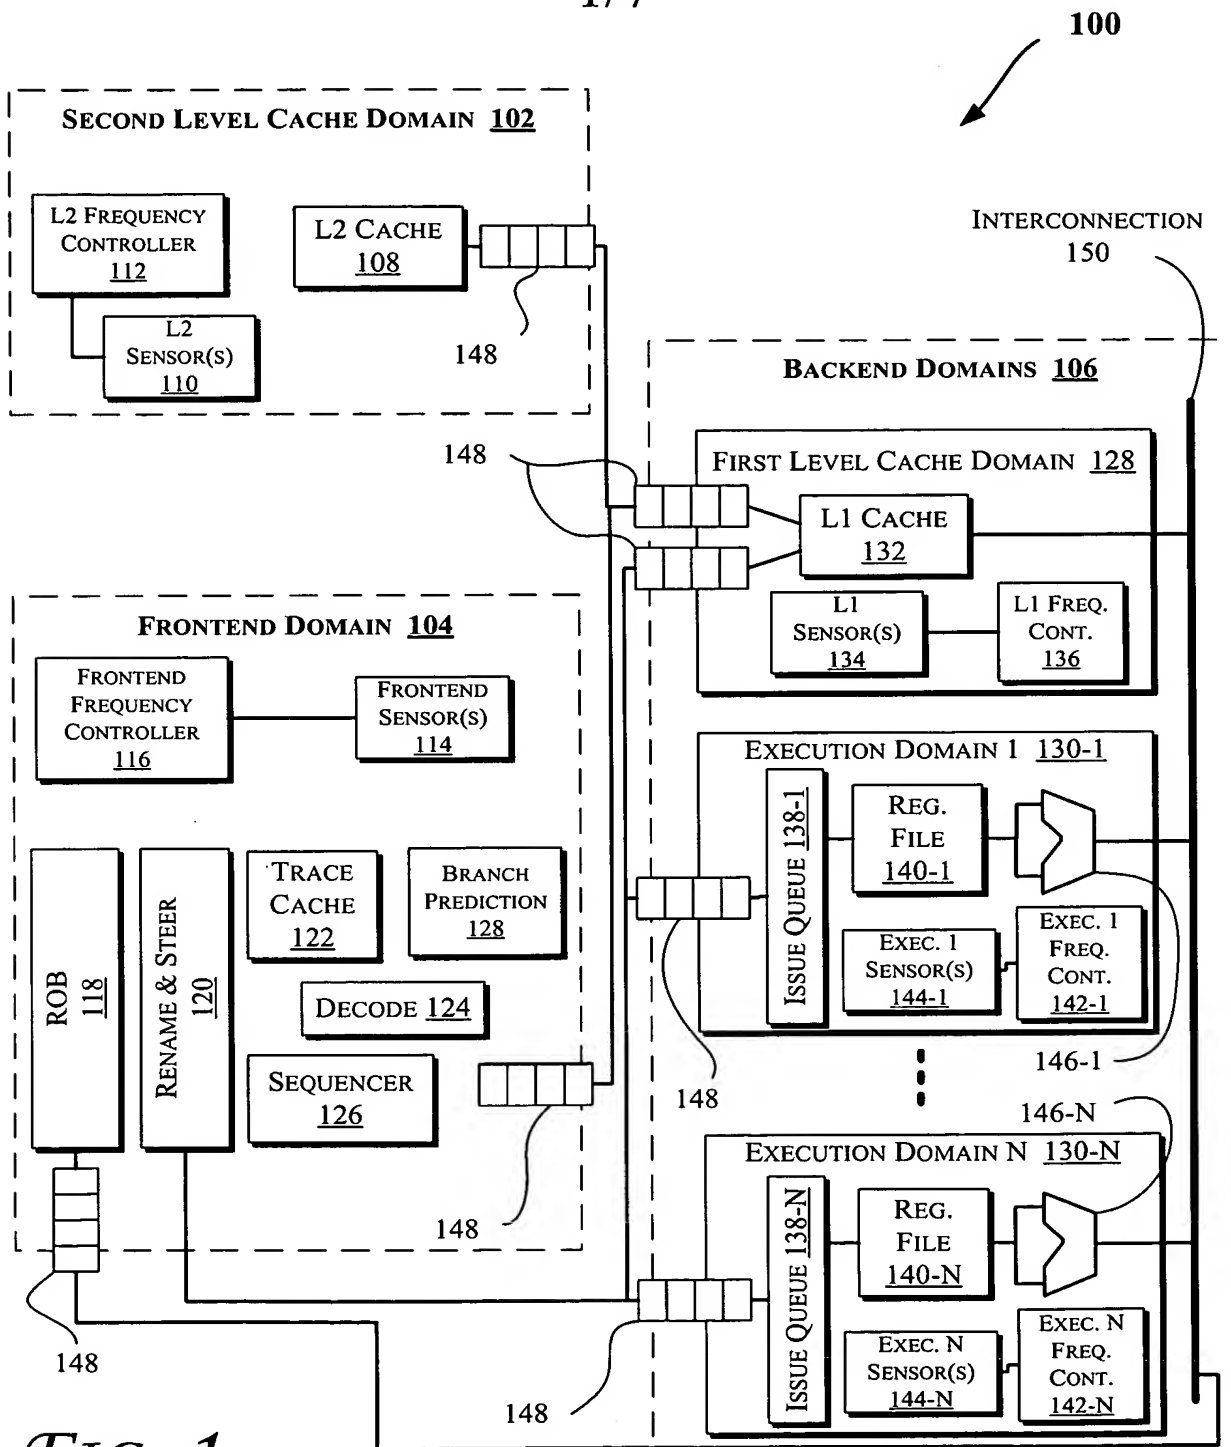 1/7
100
SECOND LEVEL CACHE DOMAIN 102
L2 FREQUENCY
CONTROLLER
112
L2 CACHE
108
L2
SENSOR(S)
110
148
INTERCONNECTION
150
BACKEND DOMAINS 106
148
FIRST LEVEL CACHE DOMAIN 128
L1 CACHE
132
L1
SENSOR(S)
134
L1 FREQ.
CONT.
136
FRONTEND DOMAIN 104
FRONTEND
FREQUENCY
CONTROLLER
116
FRONTEND
SENSOR(S)
114
ROB 118
RENAME & STEER 120
TRACE
CACHE
122
BRANCH
PREDICTION
128
DECODE 124
SEQUENCER
126
148
148
EXECUTION DOMAIN 1 130-1
ISSUE QUEUE 138-1
REG.
FILE
140-1
EXEC. 1
SENSOR(S)
144-1
EXEC. 1
FREQ.
CONT.
142-1
146-1
148
146-N
EXECUTION DOMAIN N 130-N
ISSUE QUEUE 138-N
REG.
FILE
140-N
EXEC. N
SENSOR(S)
144-N
EXEC. N
FREQ.
CONT.
142-N
148
FIG. 1